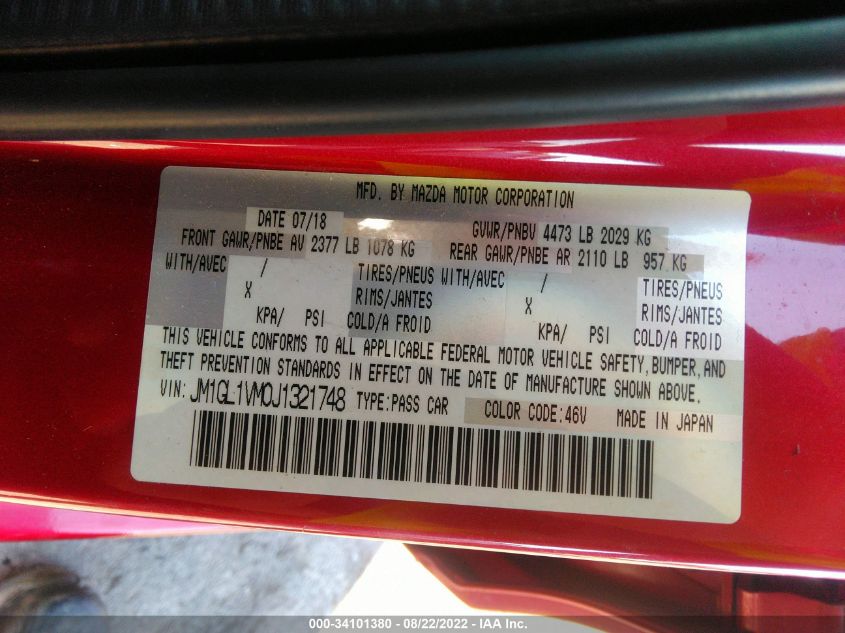 MFD. BY MAZDA MOTOR CORPORATION
DATE 07/18 GVWR/PNBV 4473 LB 2029 KG
FRONT GAWR/PNBE AV 2377 LB 1078 KG REAR GAWR/PNBE AR 2110 LB 957 KG
WITH/AVEC / TIRES/PNEUS WITH/AVEC / TIRES/PNEUS
X RIMS/JANTES X RIMS/JANTES
KPA/ PSI COLD/A FROID KPA/ PSI COLD/A FROID
THIS VEHICLE CONFORMS TO ALL APPLICABLE FEDERAL MOTOR VEHICLE SAFETY, BUMPER, AND
THEFT PREVENTION STANDARDS IN EFFECT ON THE DATE OF MANUFACTURE SHOWN ABOVE.
VIN: JM1GL1VM0J1321748 TYPE:PASS CAR COLOR CODE:46V MADE IN JAPAN
000-34101380 - 08/22/2022 - IAA Inc.